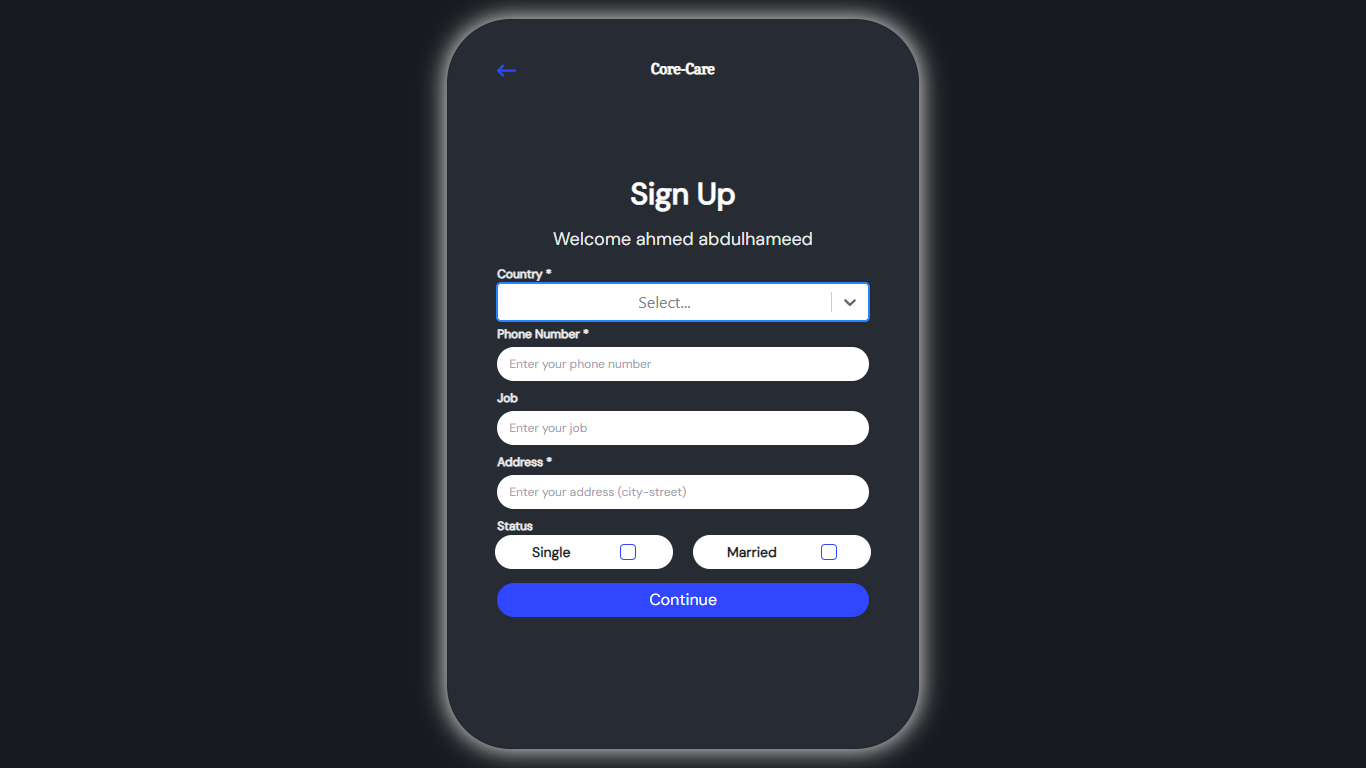 Core-Care
Sign Up
Welcome ahmed abdulhameed
Country *
Select...
Phone Number *
Enter your phone number
Job
Enter your job
Address *
Enter your address (city-street)
Status
Single Married
Continue